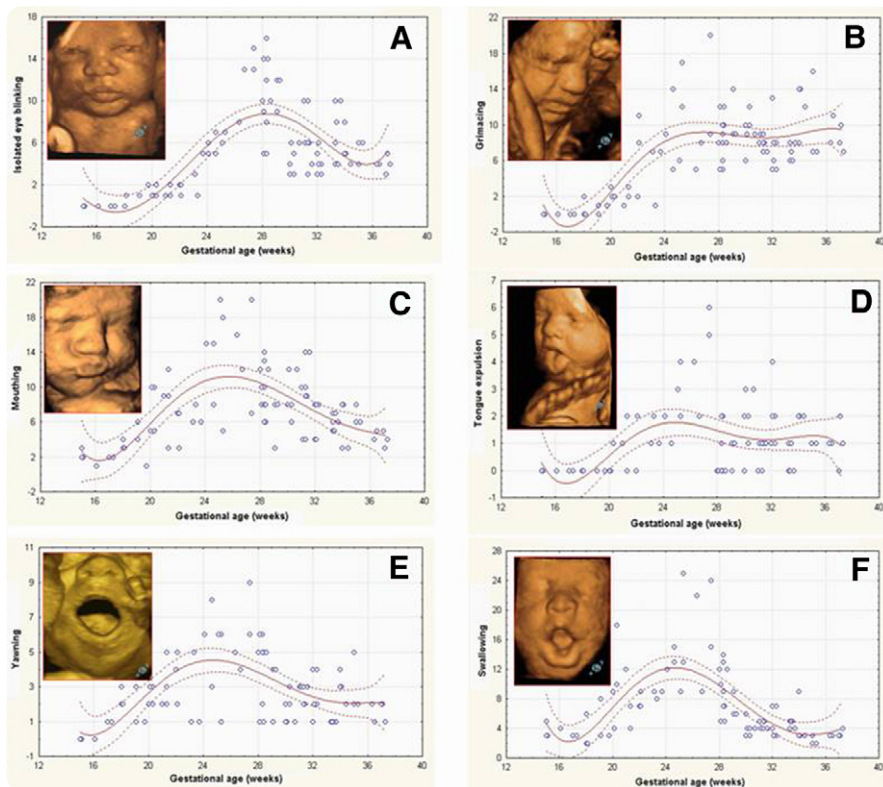 A
Isolated eye blinking
18
14
10
6
2
-2
12 16 20 24 28 32 36 40
Gestational age (weeks)
B
Grimacing
22
18
14
10
6
2
-2
12 16 20 24 28 32 36 40
Gestational age (weeks)
C
Mouthing
22
18
14
10
6
2
-2
12 16 20 24 28 32 36 40
Gestational age (weeks)
D
Tongue expulsion
7
6
5
4
3
2
1
0
-1
12 16 20 24 28 32 36 40
Gestational age (weeks)
E
Yawning
11
9
7
5
3
1
-1
12 16 20 24 28 32 36 40
Gestational age (weeks)
F
Swallowing
28
24
20
16
12
8
4
0
12 16 20 24 28 32 36 40
Gestational age (weeks)